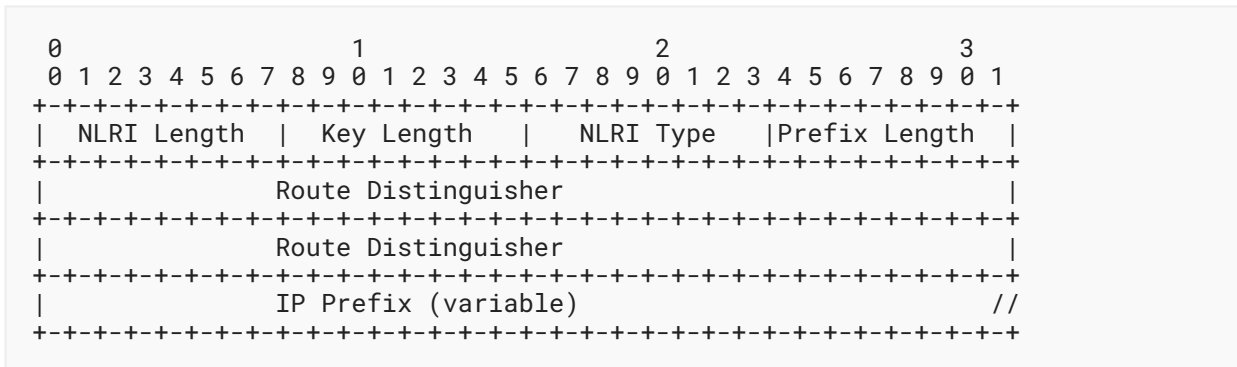 0                   1                   2                   3
 0 1 2 3 4 5 6 7 8 9 0 1 2 3 4 5 6 7 8 9 0 1 2 3 4 5 6 7 8 9 0 1
+-+-+-+-+-+-+-+-+-+-+-+-+-+-+-+-+-+-+-+-+-+-+-+-+-+-+-+-+-+-+-+-+
|  NLRI Length  |  Key Length   |   NLRI Type   |Prefix Length  |
+-+-+-+-+-+-+-+-+-+-+-+-+-+-+-+-+-+-+-+-+-+-+-+-+-+-+-+-+-+-+-+-+
|               Route Distinguisher                             |
+-+-+-+-+-+-+-+-+-+-+-+-+-+-+-+-+-+-+-+-+-+-+-+-+-+-+-+-+-+-+-+-+
|               Route Distinguisher                             |
+-+-+-+-+-+-+-+-+-+-+-+-+-+-+-+-+-+-+-+-+-+-+-+-+-+-+-+-+-+-+-+-+
|               IP Prefix (variable)                           //
+-+-+-+-+-+-+-+-+-+-+-+-+-+-+-+-+-+-+-+-+-+-+-+-+-+-+-+-+-+-+-+-+